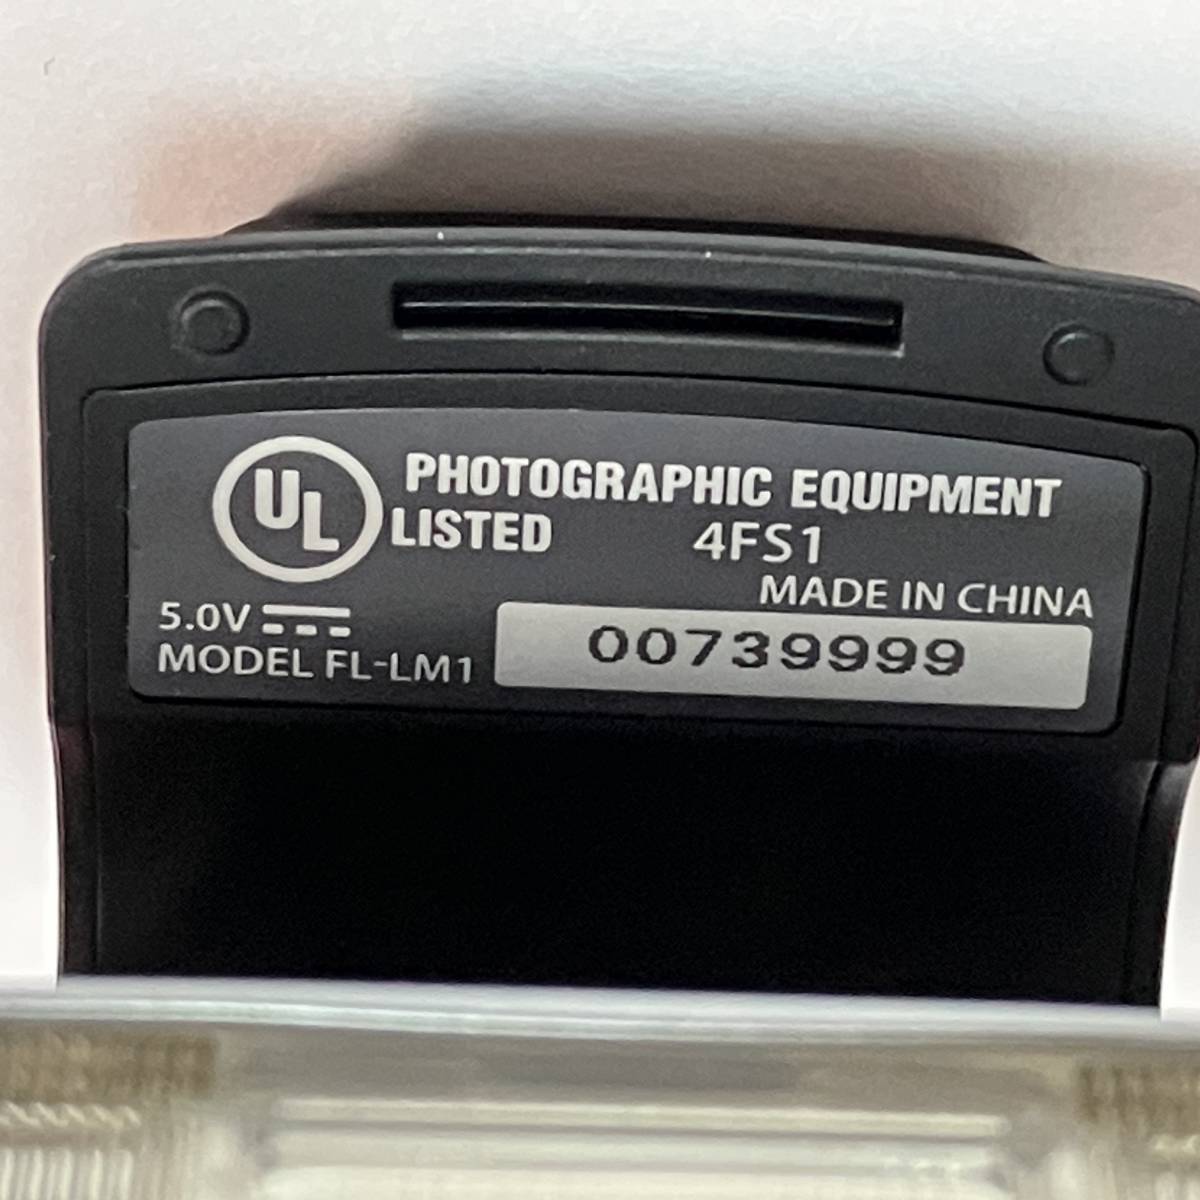 UL PHOTOGRAPHIC EQUIPMENT
LISTED 4FS1
MADE IN CHINA
5.0V
MODEL FL-LM1 00739999